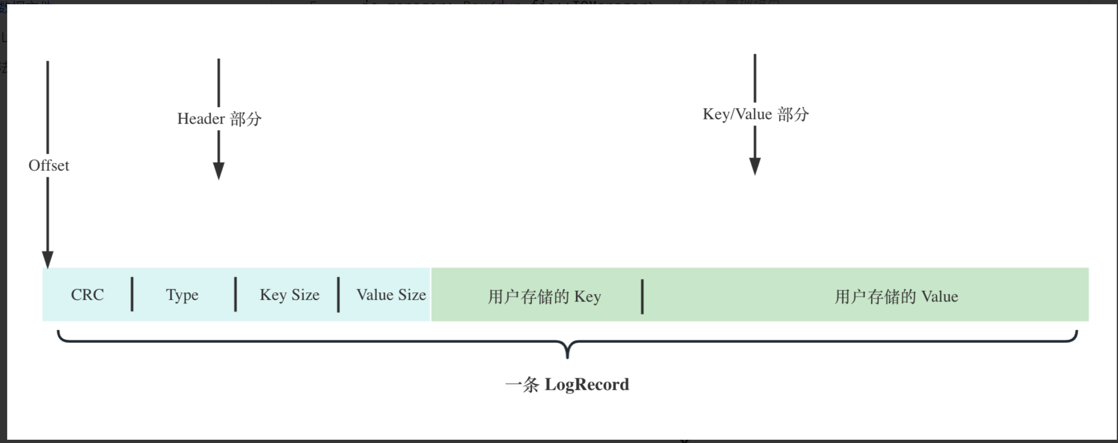 Header 部分
Key/Value 部分
Offset
CRC
Type
Key Size
Value Size
用户存储的 Key
用户存储的 Value
一条 LogRecord